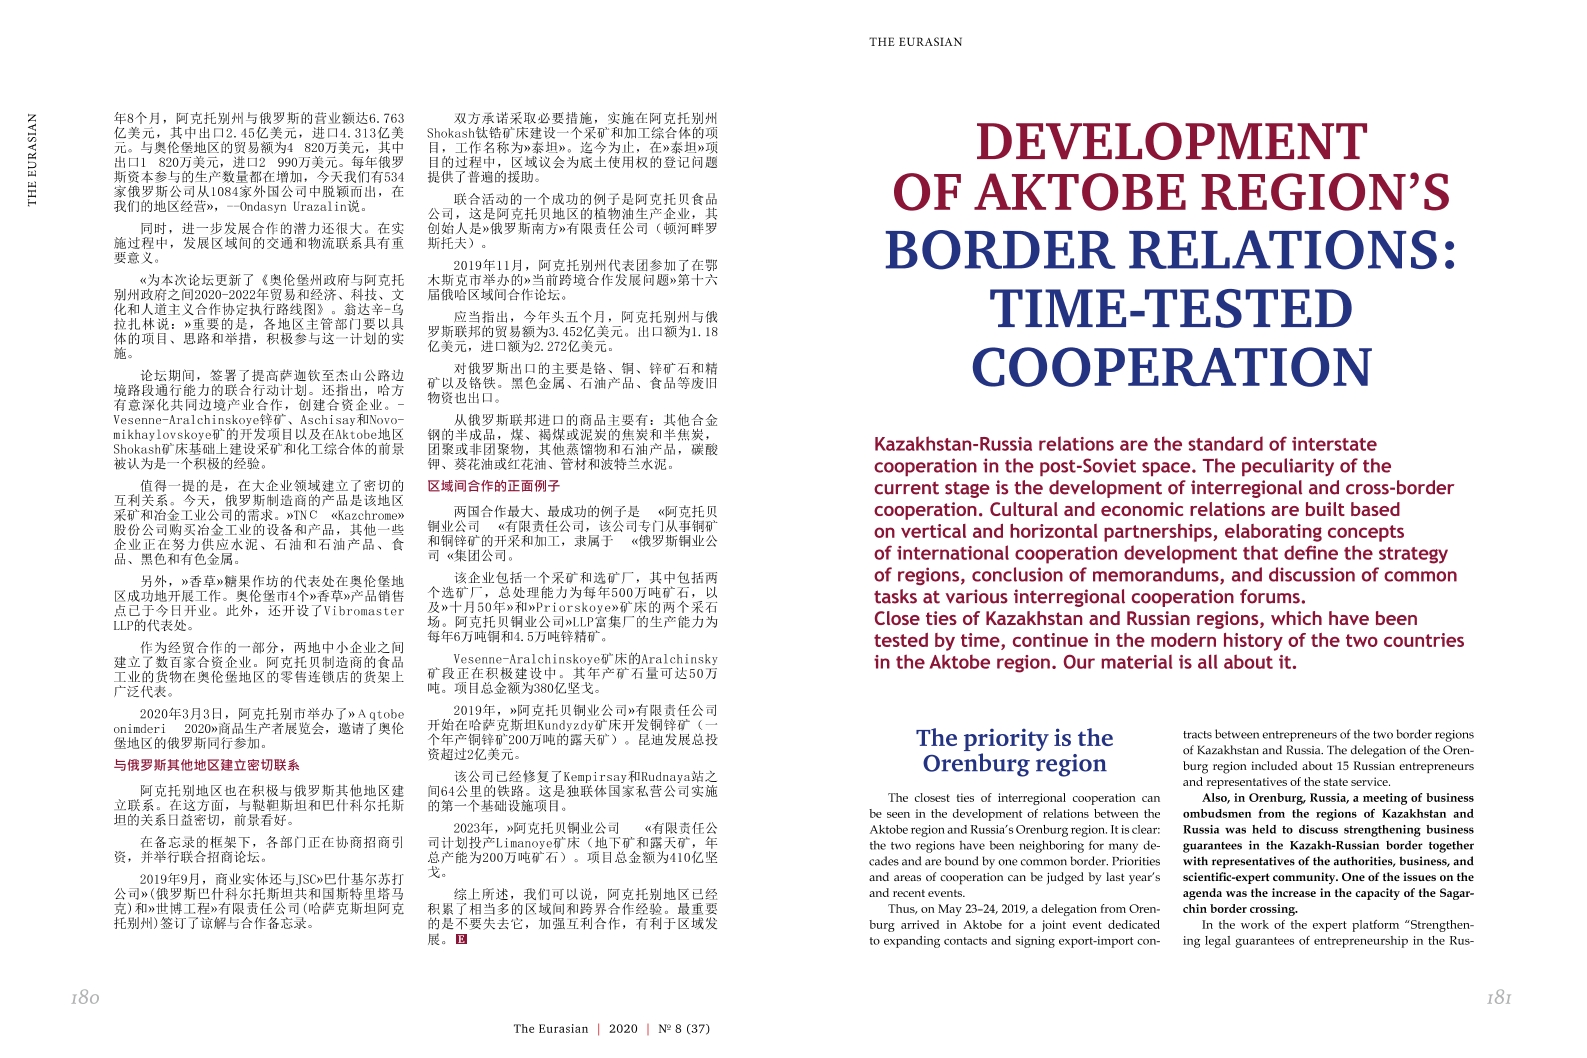 THE EURASIAN
年8个月，阿克托别州与俄罗斯的营业额达6.763
亿美元，其中出口2.45亿美元，进口4.313亿美
元。与奥伦堡地区的贸易额为4 820万美元，其中
出口1 820万美元，进口2 990万美元。每年俄罗
斯资本参与的生产数量都在增加，今天我们有534
家俄罗斯公司从1084家外国公司中脱颖而出，在
我们的地区经营»，--Ondasyn Urazalin说。
同时，进一步发展合作的潜力还很大。在实
施过程中，发展区域间的交通和物流联系具有重
要意义。
«为本次论坛更新了《奥伦堡州政府与阿克托
别州政府之间2020-2022年贸易和经济、科技、文
化和人道主义合作协定执行路线图》。翁达辛-乌
拉扎林说：»重要的是，各地区主管部门要以具
体的项目、思路和举措，积极参与这一计划的实
施。
论坛期间，签署了提高萨迦钦至杰山公路边
境路段通行能力的联合行动计划。还指出，哈方
有意深化共同边境产业合作，创建合资企业。-
Vesenne-Aralchinskoye锌矿、Aschisay和Novo-
mikhaylovskoye矿的开发项目以及在Aktobe地区
Shokash矿床基础上建设采矿和化工综合体的前景
被认为是一个积极的经验。
值得一提的是，在大企业领域建立了密切的
互利关系。今天，俄罗斯制造商的产品是该地区
采矿和冶金工业公司的需求。»TNC «Kazchrome»
股份公司购买冶金工业的设备和产品，其他一些
企业正在努力供应水泥、石油和石油产品、食
品、黑色和有色金属。
另外，»香草»糖果作坊的代表处在奥伦堡地
区成功地开展工作。奥伦堡市4个»香草»产品销售
点已于今日开业。此外，还开设了Vibromaster
LLP的代表处。
作为经贸合作的一部分，两地中小企业之间
建立了数百家合资企业。阿克托贝制造商的食品
工业的货物在奥伦堡地区的零售连锁店的货架上
广泛代表。
2020年3月3日，阿克托别市举办了»Aqtobe
onimderi 2020»商品生产者展览会，邀请了奥伦
堡地区的俄罗斯同行参加。
与俄罗斯其他地区建立密切联系
阿克托别地区也在积极与俄罗斯其他地区建
立联系。在这方面，与鞑靼斯坦和巴什科尔托斯
坦的关系日益密切，前景看好。
在备忘录的框架下，各部门正在协商招商引
资，并举行联合招商论坛。
2019年9月，商业实体还与JSC»巴什基尔苏打
公司»(俄罗斯巴什科尔托斯坦共和国斯特里塔马
克)和»世博工程»有限责任公司(哈萨克斯坦阿克
托别州)签订了谅解与合作备忘录。
双方承诺采取必要措施，实施在阿克托别州
Shokash钛锆矿床建设一个采矿和加工综合体的项
目，工作名称为»泰坦»。迄今为止，在»泰坦»项
目的过程中，区域议会为底土使用权的登记问题
提供了普遍的援助。
联合活动的一个成功的例子是阿克托贝食品
公司，这是阿克托贝地区的植物油生产企业，其
创始人是»俄罗斯南方»有限责任公司（顿河畔罗
斯托夫）。
2019年11月，阿克托别州代表团参加了在鄂
木斯克市举办的»当前跨境合作发展问题»第十六
届俄哈区域间合作论坛。
应当指出，今年头五个月，阿克托别州与俄
罗斯联邦的贸易额为3.452亿美元。出口额为1.18
亿美元，进口额为2.272亿美元。
对俄罗斯出口的主要是铬、铜、锌矿石和精
矿以及铬铁。黑色金属、石油产品、食品等废旧
物资也出口。
从俄罗斯联邦进口的商品主要有：其他合金
钢的半成品，煤、褐煤或泥炭的焦炭和半焦炭，
团聚或非团聚物，其他蒸馏物和石油产品，碳酸
钾、葵花油或红花油、管材和波特兰水泥。
区域间合作的正面例子
两国合作最大、最成功的例子是 «阿克托贝
铜业公司 «有限责任公司，该公司专门从事铜矿
和铜锌矿的开采和加工，隶属于 «俄罗斯铜业公
司 «集团公司。
该企业包括一个采矿和选矿厂，其中包括两
个选矿厂，总处理能力为每年500万吨矿石，以
及»十月50年»和»Priorskoye»矿床的两个采石
场。阿克托贝铜业公司»LLP富集厂的生产能力为
每年6万吨铜和4.5万吨锌精矿。
Vesenne-Aralchinskoye矿床的Aralchinsky
矿段正在积极建设中。其年产矿石量可达50万
吨。项目总金额为380亿坚戈。
2019年，»阿克托贝铜业公司»有限责任公司
开始在哈萨克斯坦Kundyzdy矿床开发铜锌矿（一
个年产铜锌矿200万吨的露天矿）。昆迪发展总投
资超过2亿美元。
该公司已经修复了Kempirsay和Rudnaya站之
间64公里的铁路。这是独联体国家私营公司实施
的第一个基础设施项目。
2023年，»阿克托贝铜业公司 «有限责任公
司计划投产Limanoye矿床（地下矿和露天矿，年
总产能为200万吨矿石）。项目总金额为410亿坚
戈。
综上所述，我们可以说，阿克托别地区已经
积累了相当多的区域间和跨界合作经验。最重要
的是不要失去它，加强互利合作，有利于区域发
展。E
180
The Eurasian | 2020 | № 8 (37)
THE EURASIAN
DEVELOPMENT
OF AKTOBE REGION’S
BORDER RELATIONS:
TIME-TESTED
COOPERATION
Kazakhstan-Russia relations are the standard of interstate
cooperation in the post-Soviet space. The peculiarity of the
current stage is the development of interregional and cross-border
cooperation. Cultural and economic relations are built based
on vertical and horizontal partnerships, elaborating concepts
of international cooperation development that define the strategy
of regions, conclusion of memorandums, and discussion of common
tasks at various interregional cooperation forums.
Close ties of Kazakhstan and Russian regions, which have been
tested by time, continue in the modern history of the two countries
in the Aktobe region. Our material is all about it.
The priority is the
Orenburg region
The closest ties of interregional cooperation can
be seen in the development of relations between the
Aktobe region and Russia’s Orenburg region. It is clear:
the two regions have been neighboring for many de-
cades and are bound by one common border. Priorities
and areas of cooperation can be judged by last year’s
and recent events.
Thus, on May 23–24, 2019, a delegation from Oren-
burg arrived in Aktobe for a joint event dedicated
to expanding contacts and signing export-import con-
tracts between entrepreneurs of the two border regions
of Kazakhstan and Russia. The delegation of the Oren-
burg region included about 15 Russian entrepreneurs
and representatives of the state service.
Also, in Orenburg, Russia, a meeting of business
ombudsmen from the regions of Kazakhstan and
Russia was held to discuss strengthening business
guarantees in the Kazakh-Russian border together
with representatives of the authorities, business, and
scientific-expert community. One of the issues on the
agenda was the increase in the capacity of the Sagar-
chin border crossing.
In the work of the expert platform “Strengthen-
ing legal guarantees of entrepreneurship in the Rus-
181